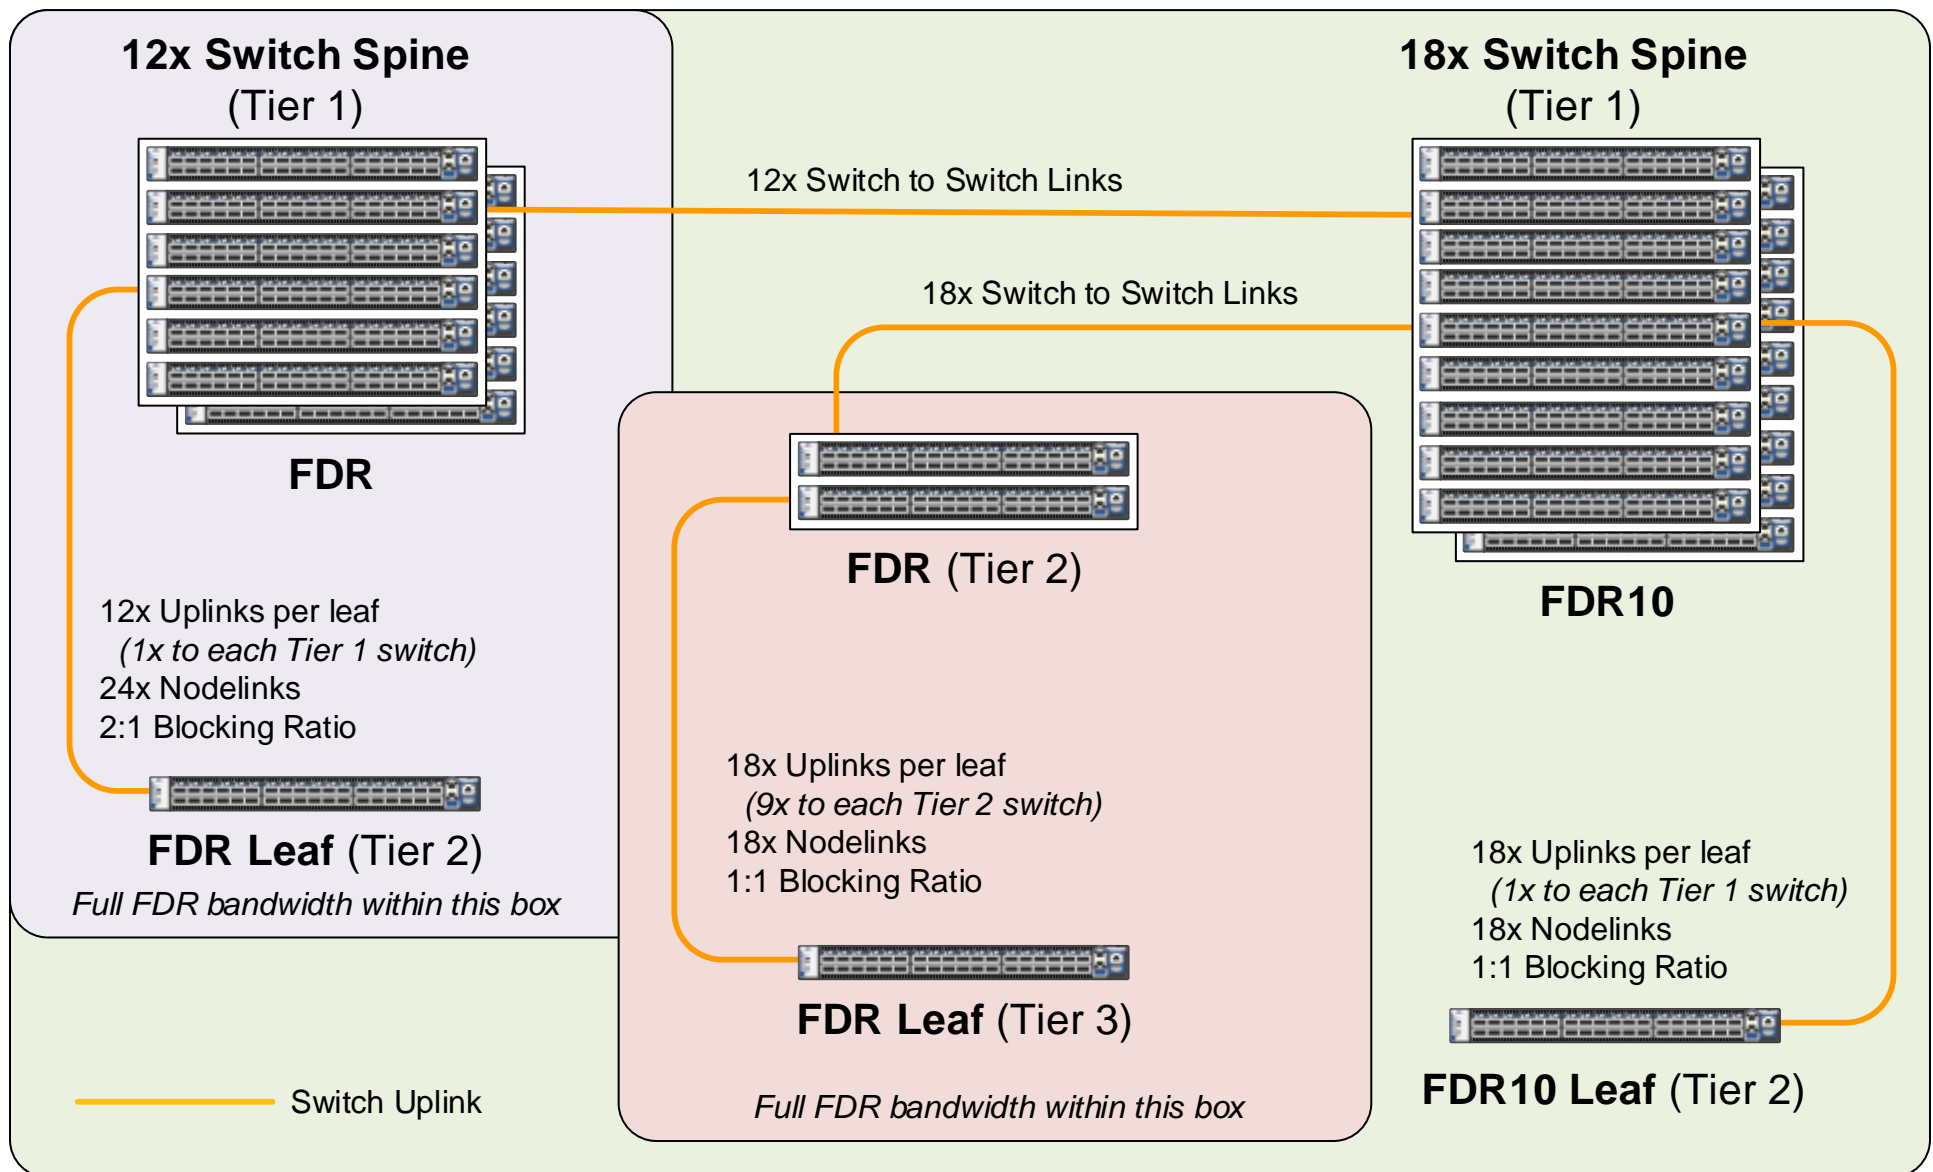 12x Switch Spine
(Tier 1)
18x Switch Spine
(Tier 1)
12x Switch to Switch Links
18x Switch to Switch Links
FDR
FDR (Tier 2)
FDR10
12x Uplinks per leaf
(1x to each Tier 1 switch)
24x Nodelinks
2:1 Blocking Ratio
FDR Leaf (Tier 2)
Full FDR bandwidth within this box
18x Uplinks per leaf
(9x to each Tier 2 switch)
18x Nodelinks
1:1 Blocking Ratio
FDR Leaf (Tier 3)
Full FDR bandwidth within this box
18x Uplinks per leaf
(1x to each Tier 1 switch)
18x Nodelinks
1:1 Blocking Ratio
FDR10 Leaf (Tier 2)
Switch Uplink